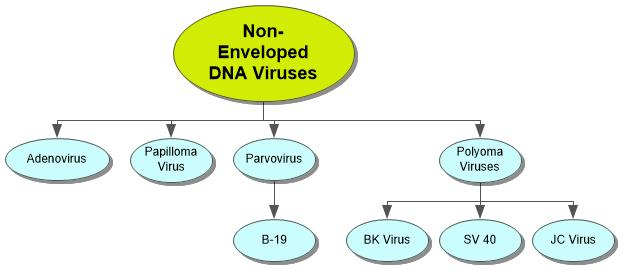 Non-
Enveloped
DNA Viruses
Adenovirus
Papilloma
Virus
Parvovirus
Polyoma
Viruses
B-19
BK Virus
SV 40
JC Virus